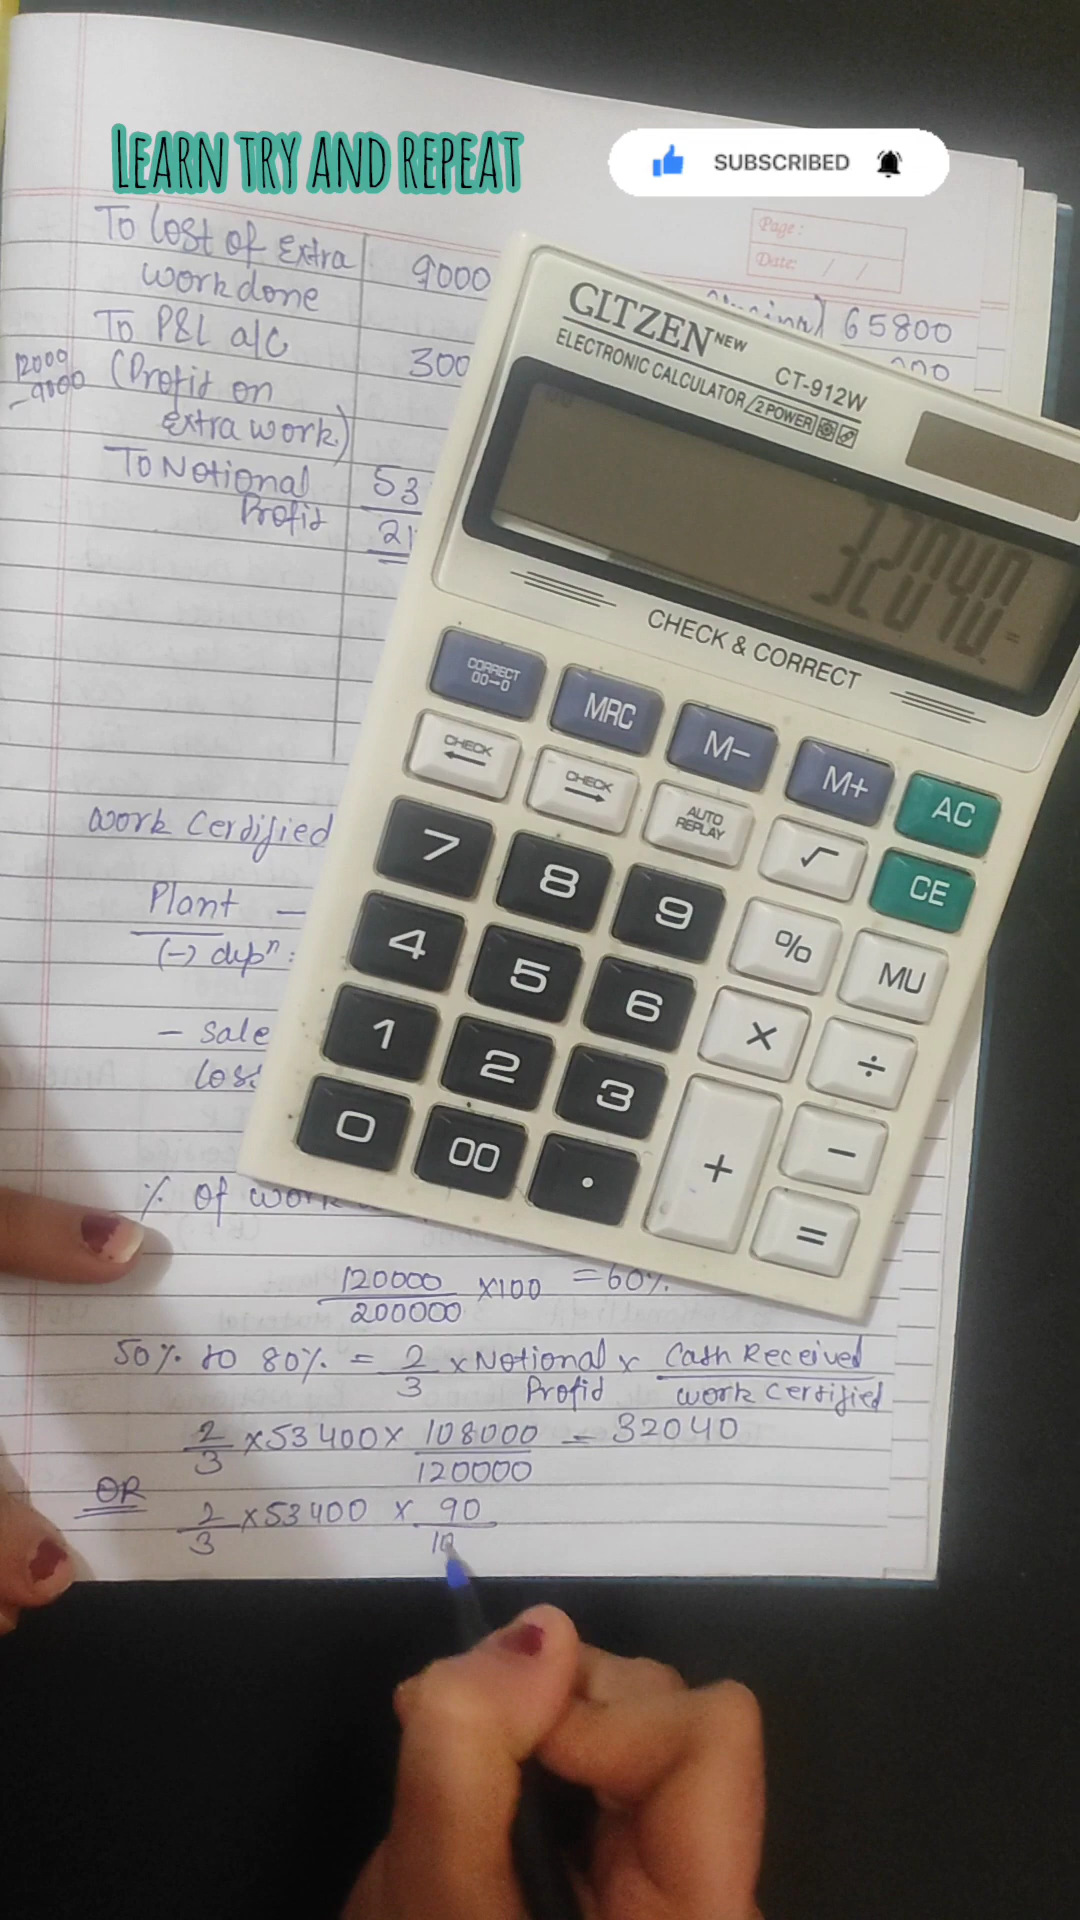 LEARN TRY AND REPEAT
SUBSCRIBED
Page:
Date: / /
To Cost of Extra
work done 9000
To P&L a/c 300
12000
-9000
(Profit on
Extra work)
To Notional 53
Profit
21
65800
GITZEN NEW
ELECTRONIC CALCULATOR/2 POWER
CT-912W
32040
CHECK & CORRECT
CORRECT 00→0 MRC M- M+ AC
CHECK ← CHECK → AUTO REPLAY √ CE
7 8 9 % MU
4 5 6 × ÷
1 2 3 + −
0 00 . =
Work Certified
Plant —
(-) depⁿ:
- Sale
% of work
120000/200000 ×100 = 60%.
50% to 80% = 2/3 × Notional Profit × Cash Received/Work Certified
2/3 ×53400× 108000/120000 = 32040
OR
2/3 ×53400 × 90/10